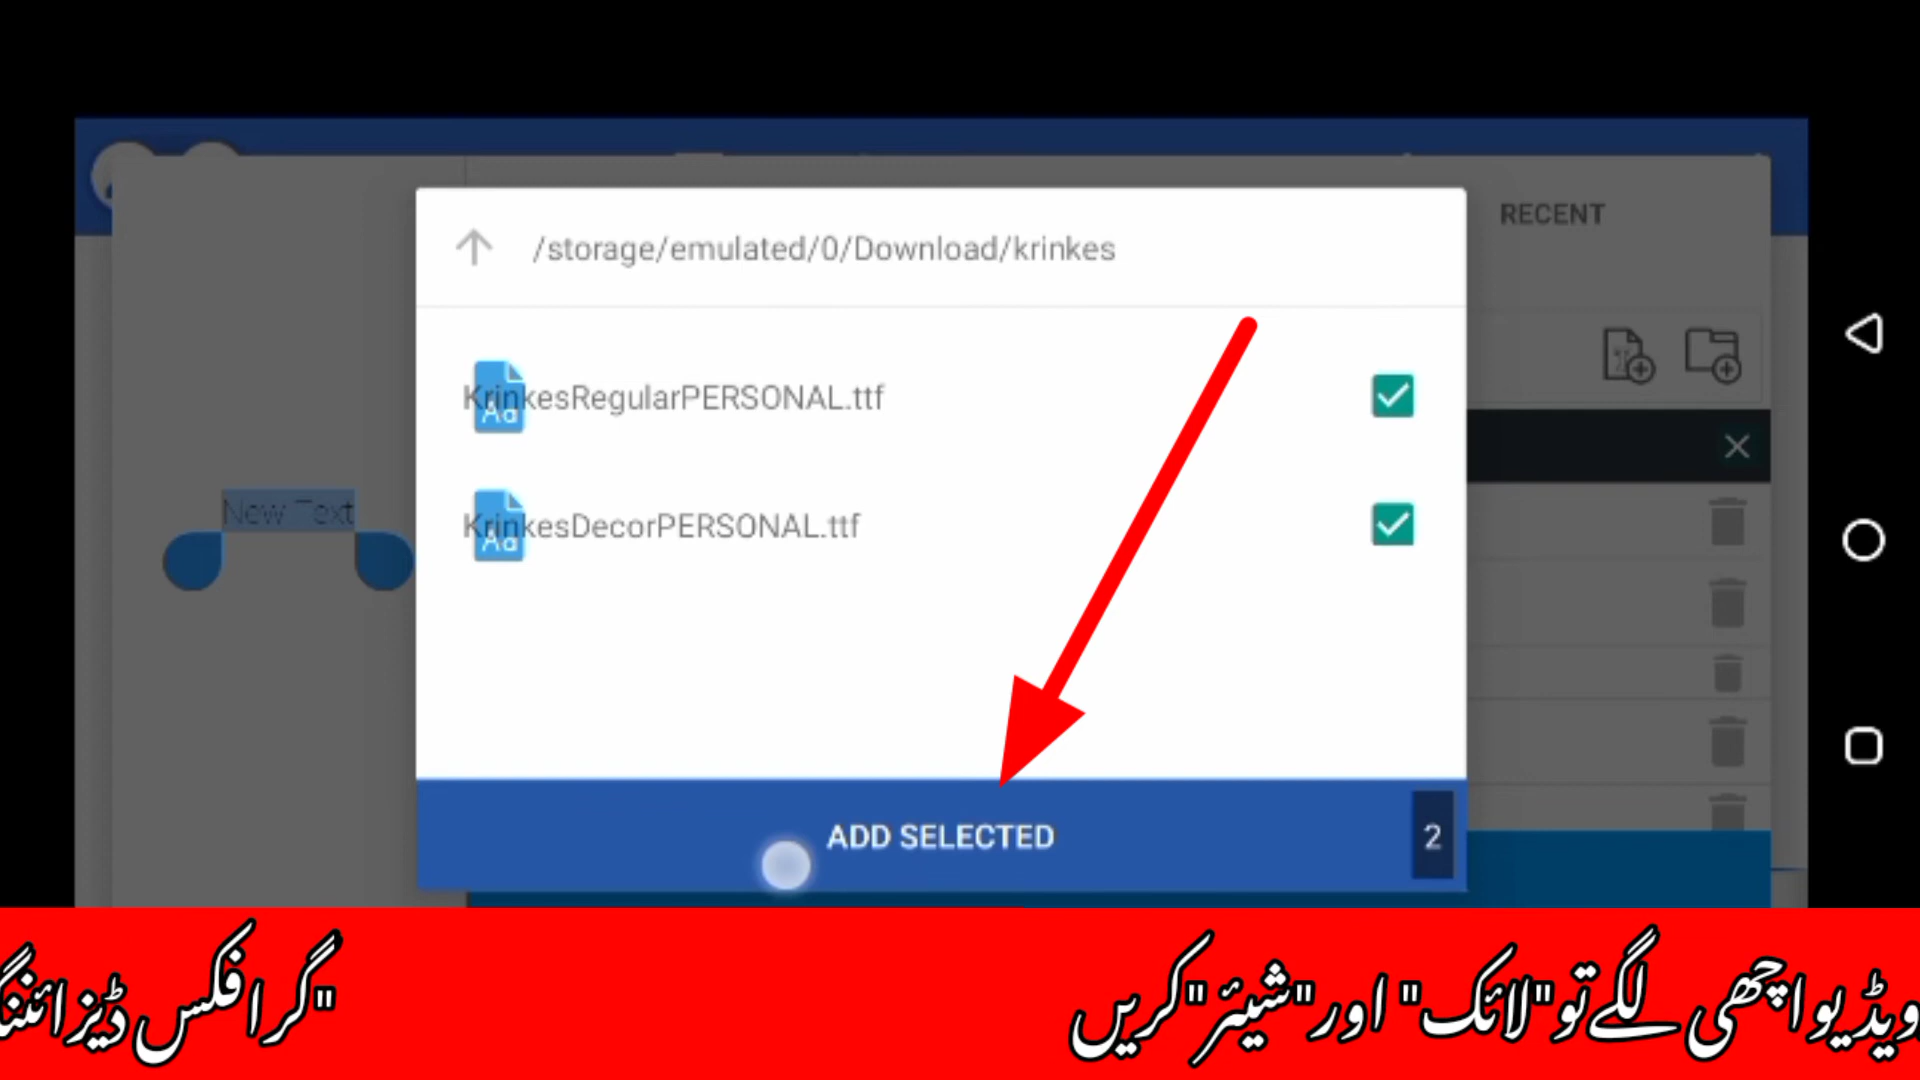 RECENT
/storage/emulated/0/Download/krinkes
KrinkesRegularPERSONAL.ttf
KrinkesDecorPERSONAL.ttf
New Text
ADD SELECTED
2
ویڈیو اچھی لگے تو "لائک" اور "شیئر" کریں
"گرافکس ڈیزائننگ